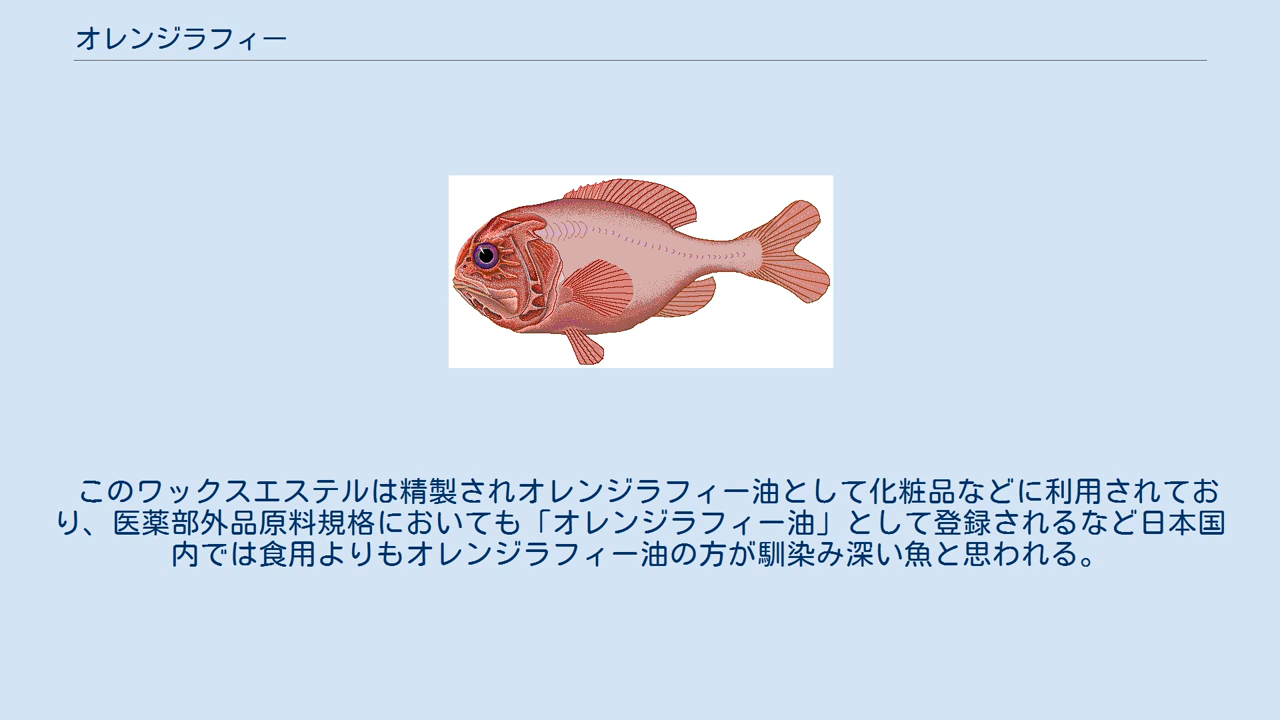 オレンジラフィー
このワックスエステルは精製されオレンジラフィー油として化粧品などに利用されてお
り、医薬部外品原料規格においても「オレンジラフィー油」として登録されるなど日本国
内では食用よりもオレンジラフィー油の方が馴染み深い魚と思われる。